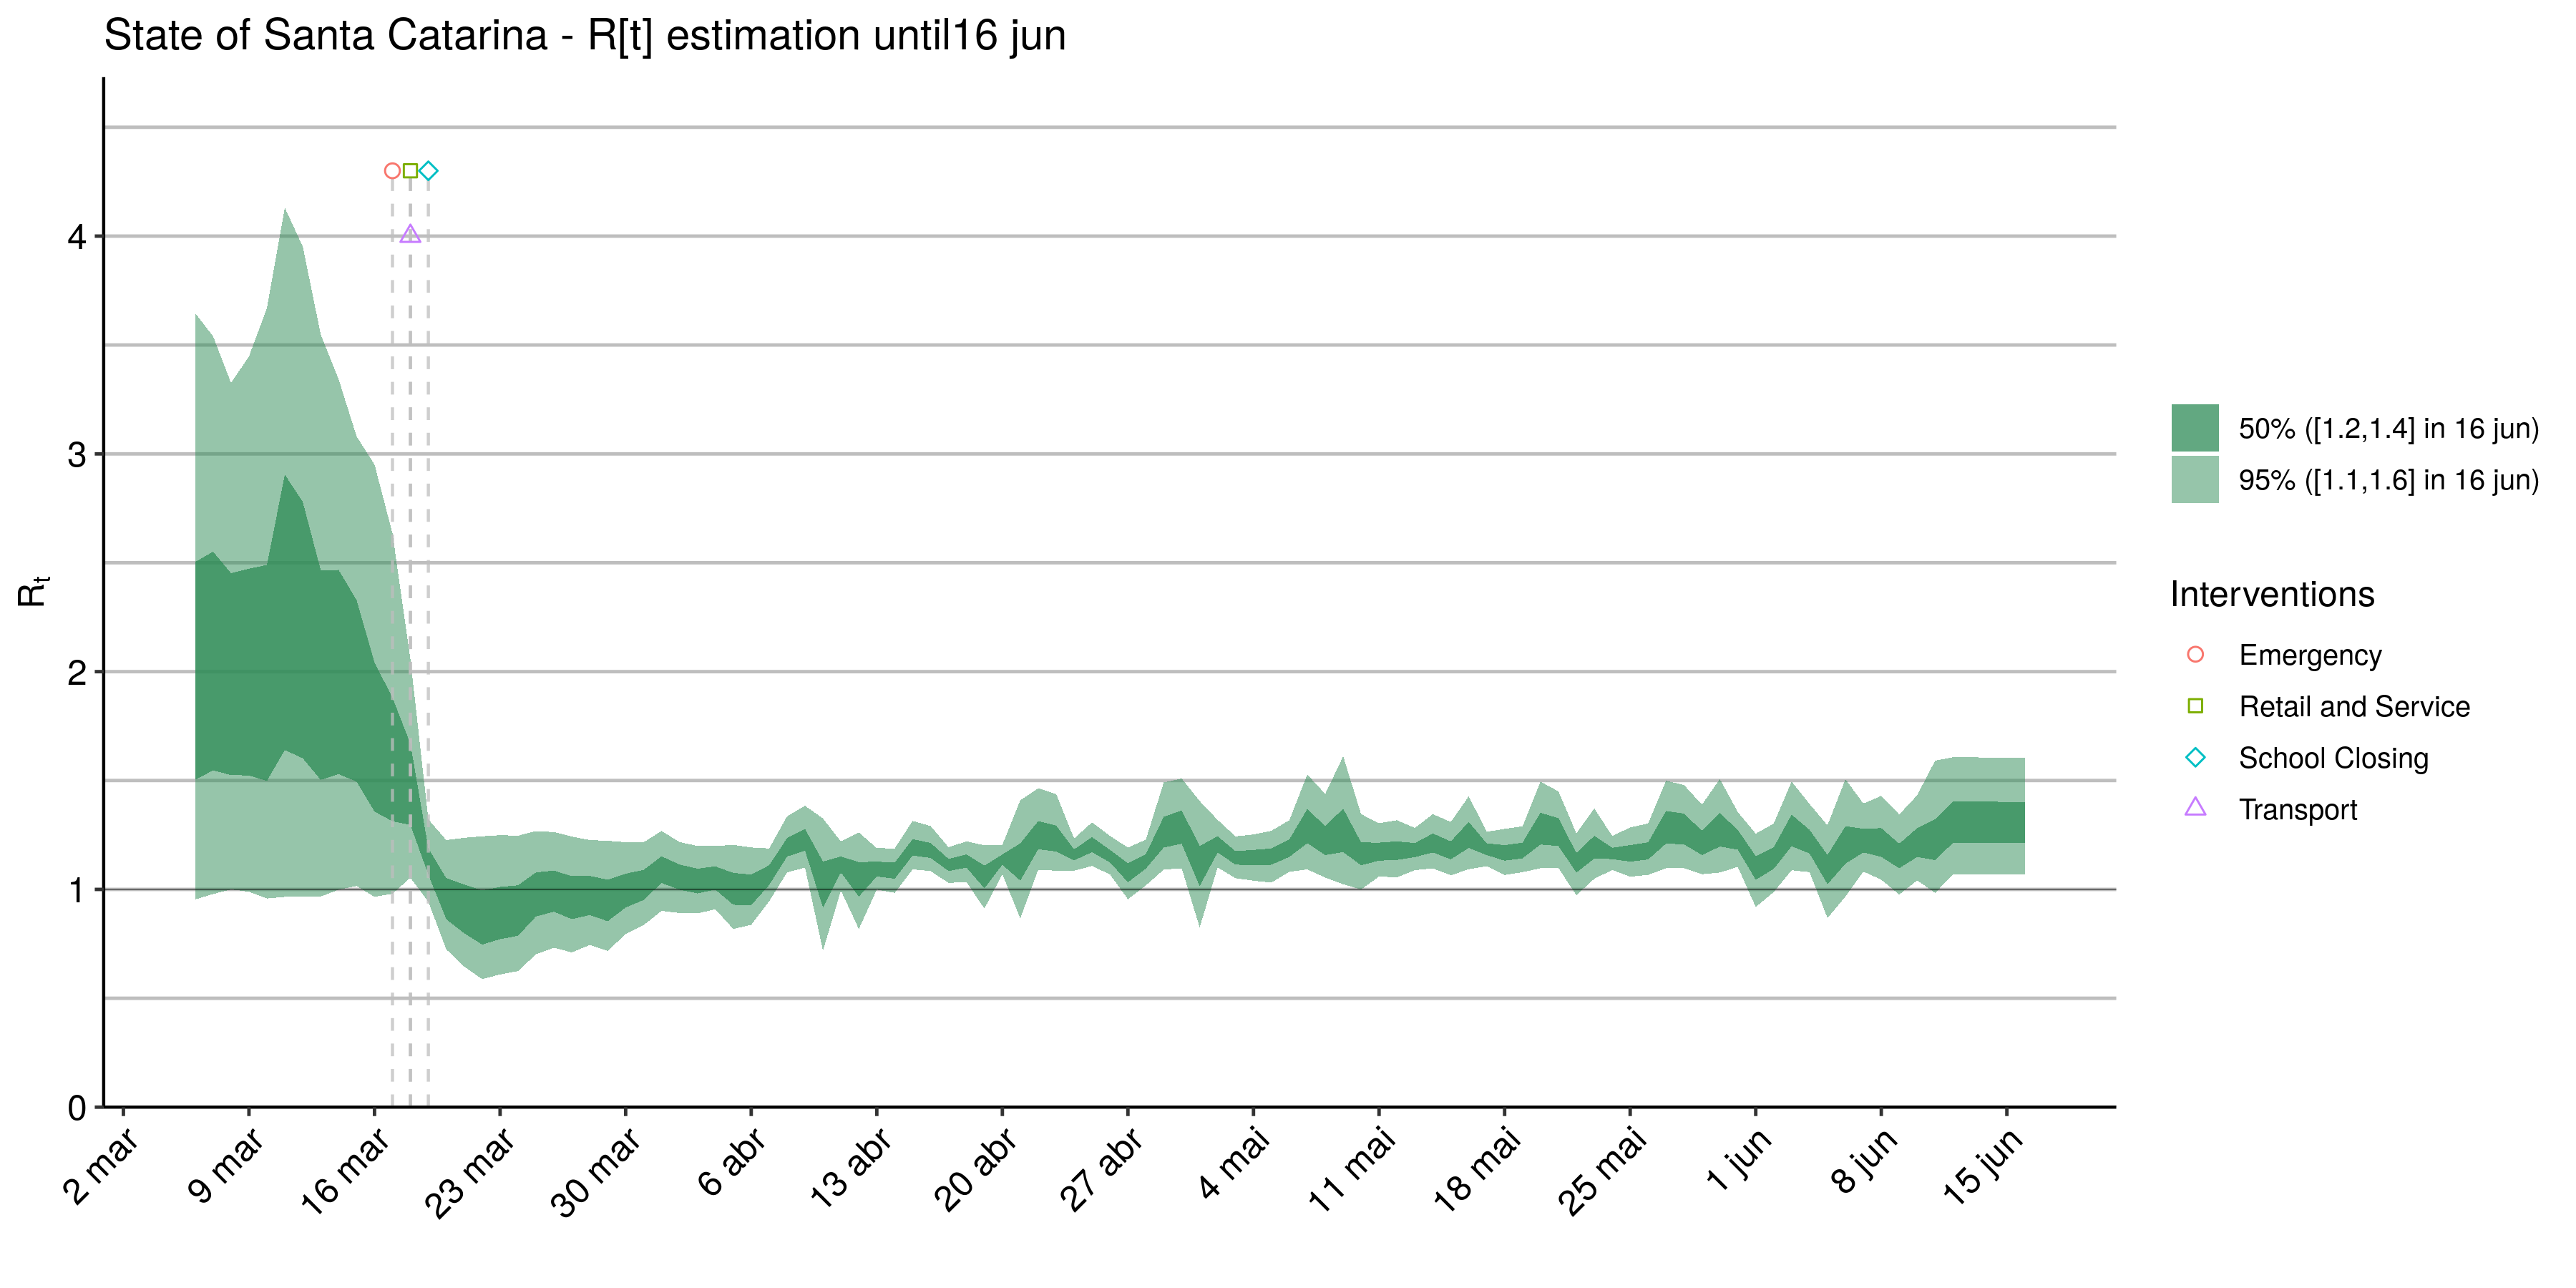 State of Santa Catarina - R[t] estimation until16 jun
4
3
2
1
0
Rt
2 mar
9 mar
16 mar
23 mar
30 mar
6 abr
13 abr
20 abr
27 abr
4 mai
11 mai
18 mai
25 mai
1 jun
8 jun
15 jun
50% ([1.2,1.4] in 16 jun)
95% ([1.1,1.6] in 16 jun)
Interventions
Emergency
Retail and Service
School Closing
Transport